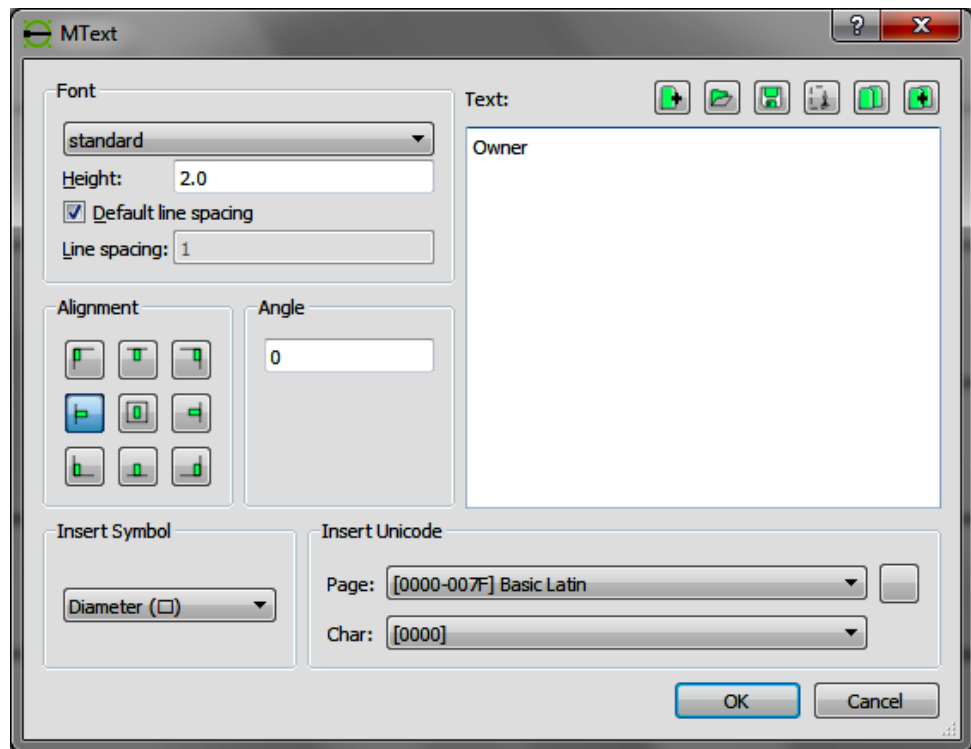 MText
Font
standard
Height: 2.0
Default line spacing
Line spacing: 1
Text:
Owner
Alignment
Angle
0
Insert Symbol
Diameter (□)
Insert Unicode
Page: [0000-007F] Basic Latin
Char: [0000]
OK Cancel